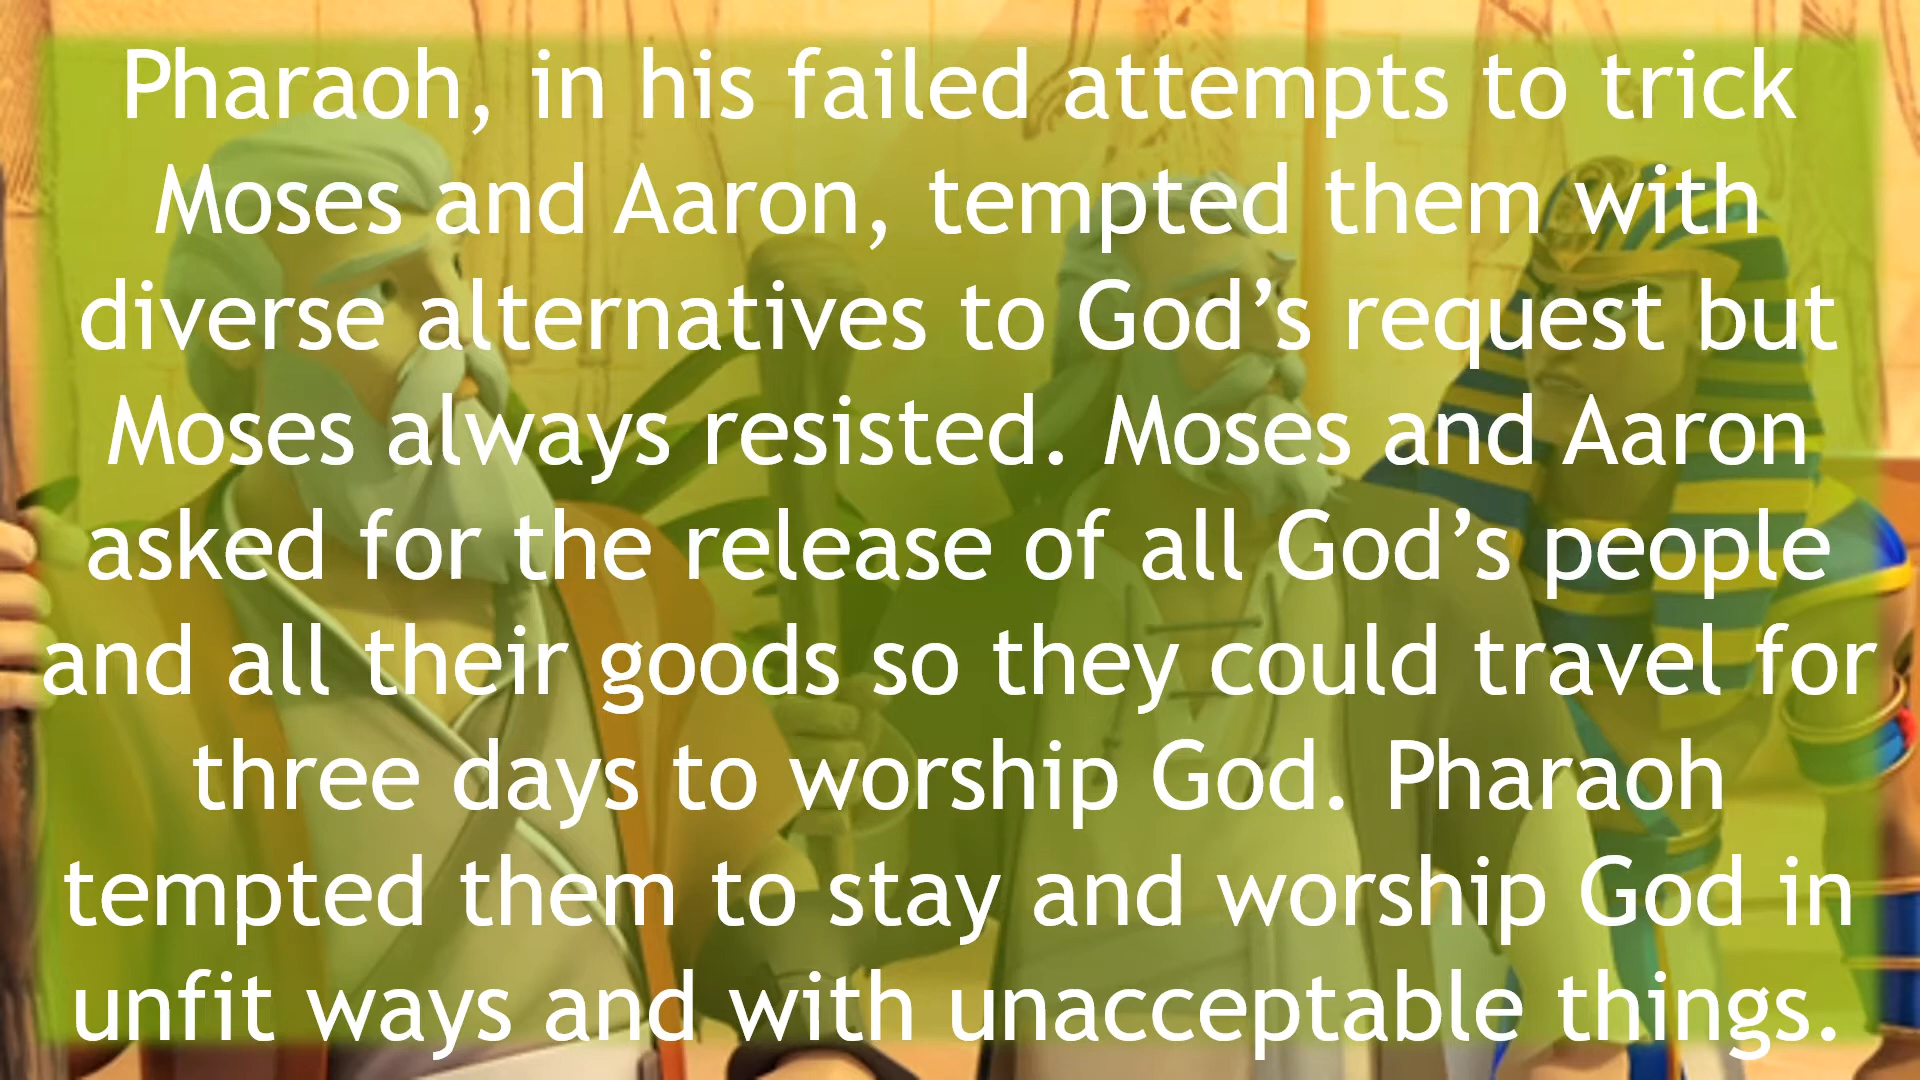 Pharaoh, in his failed attempts to trick
Moses and Aaron, tempted them with
diverse alternatives to God’s request but
Moses always resisted. Moses and Aaron
asked for the release of all God’s people
and all their goods so they could travel for
three days to worship God. Pharaoh
tempted them to stay and worship God in
unfit ways and with unacceptable things.